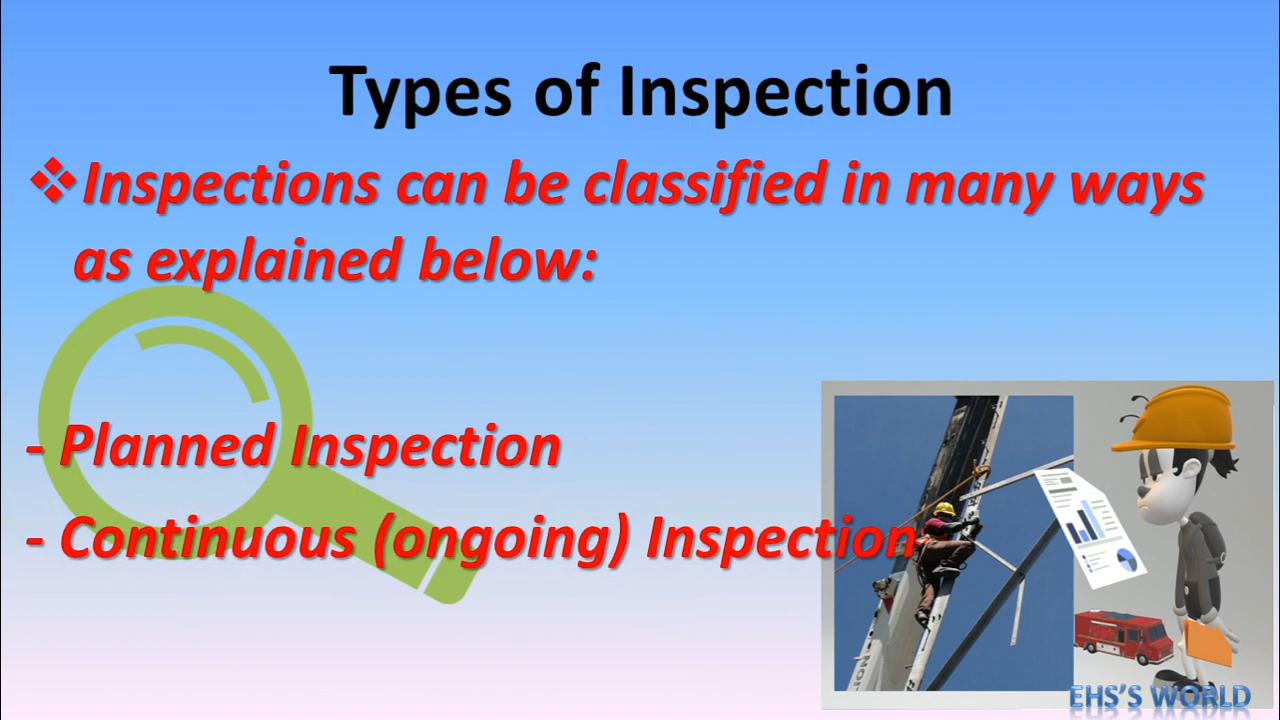 Types of Inspection
❖Inspections can be classified in many ways
as explained below:
- Planned Inspection
- Continuous (ongoing) Inspection
EHS'S WORLD